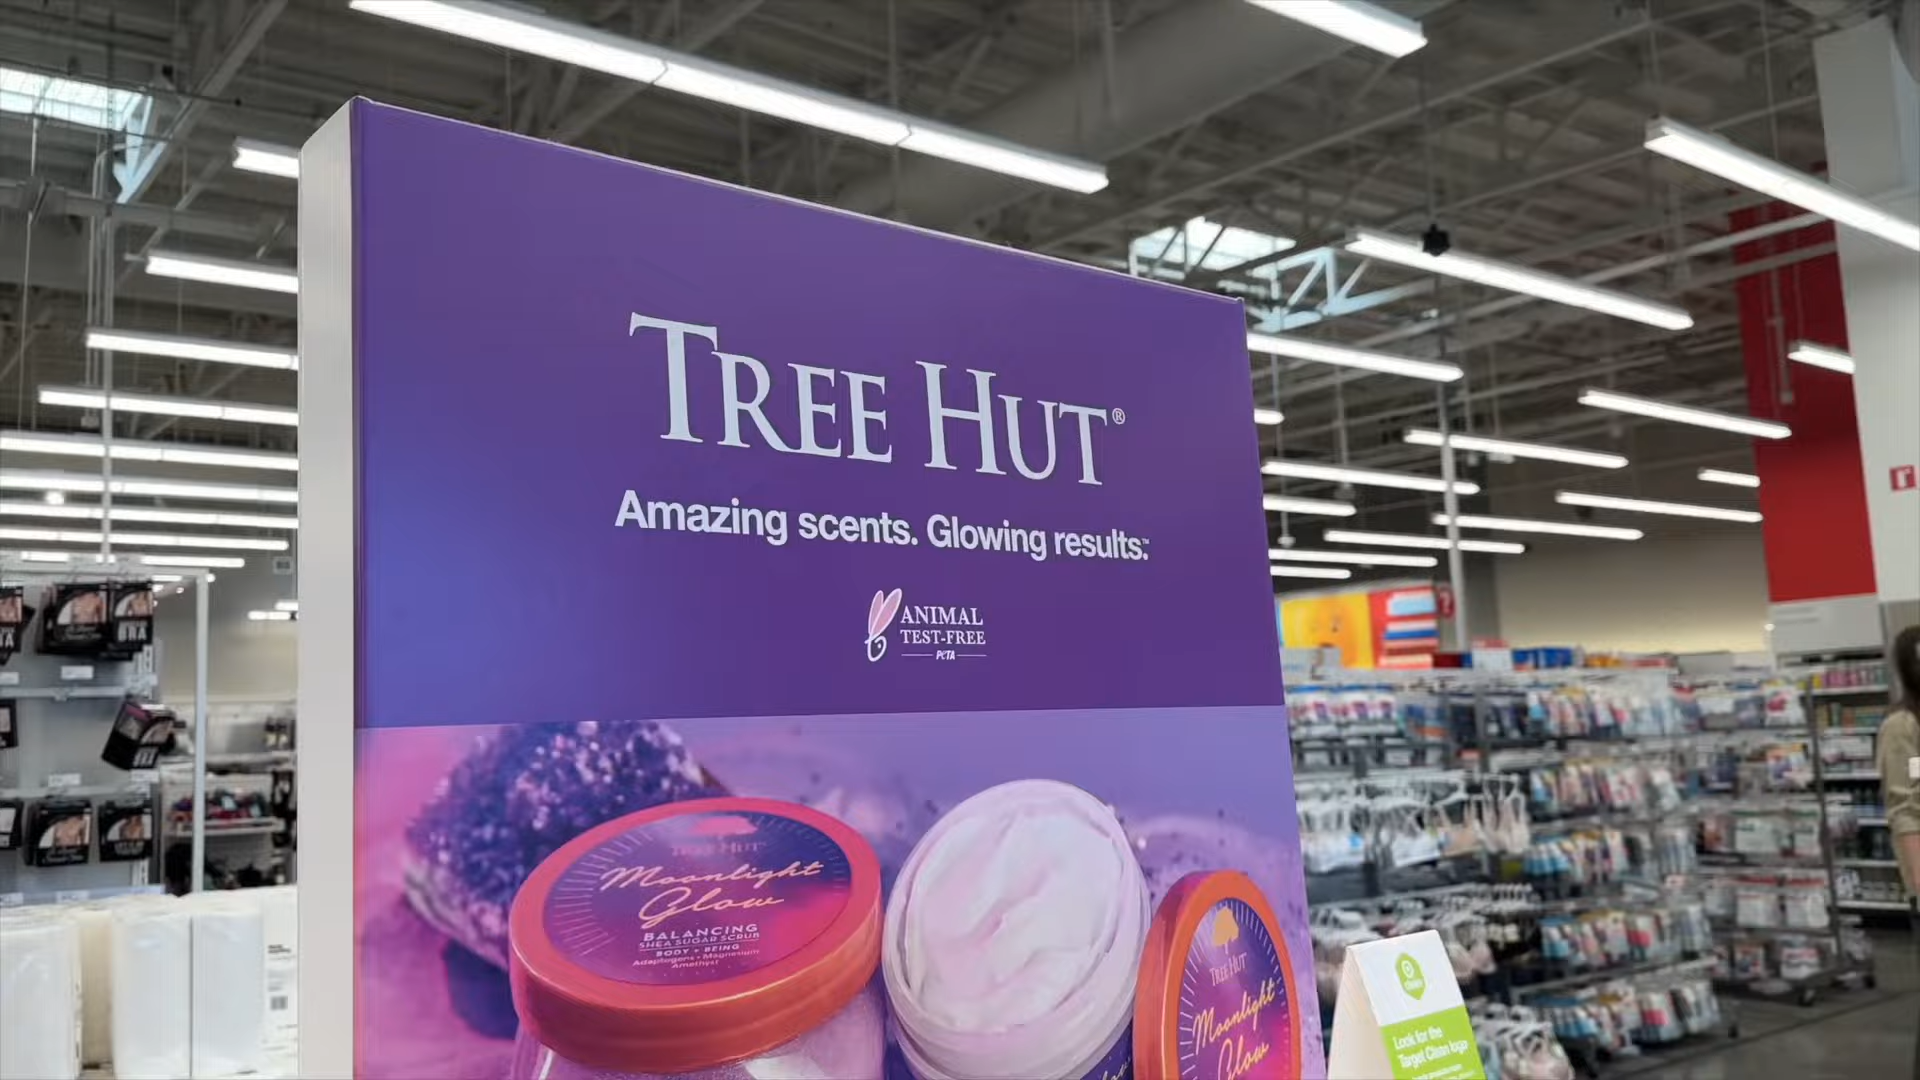 TREE HUT®
Amazing scents. Glowing results.™
ANIMAL
TEST-FREE
PETA
TREE HUT
Moonlight
Glow
BALANCING
SHEA SUGAR SCRUB
BODY + BEING
Adaptogens • Magnesium
Amethyst
TREE HUT
Moonlight
Glow
Look for the
Target Clean logo
BRA